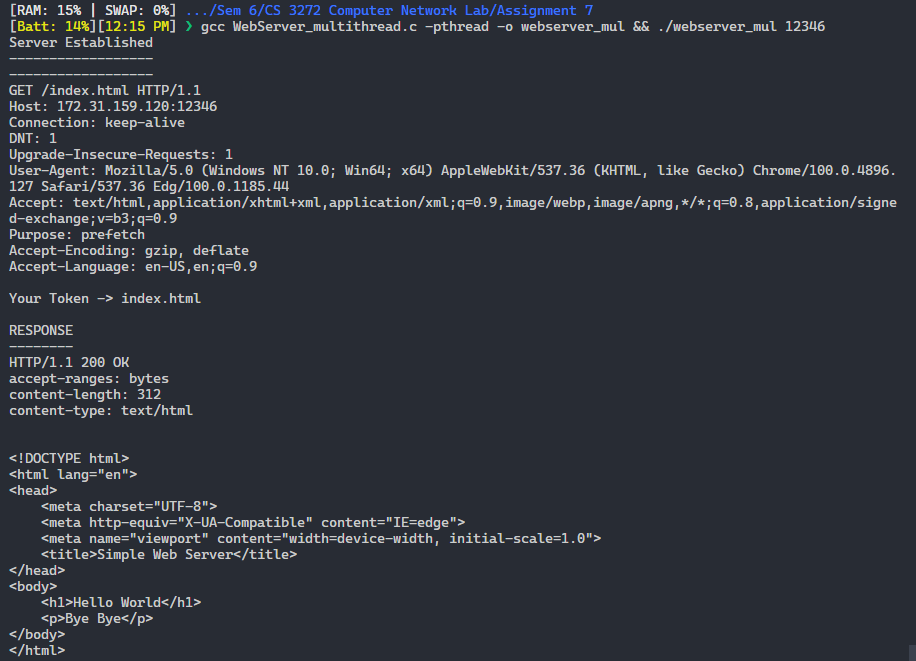 [RAM: 15% | SWAP: 0%] .../Sem 6/CS 3272 Computer Network Lab/Assignment 7
[Batt: 14%][12:15 PM] ❯ gcc WebServer_multithread.c -pthread -o webserver_mul && ./webserver_mul 12346
Server Established
------------------
------------------
GET /index.html HTTP/1.1
Host: 172.31.159.120:12346
Connection: keep-alive
DNT: 1
Upgrade-Insecure-Requests: 1
User-Agent: Mozilla/5.0 (Windows NT 10.0; Win64; x64) AppleWebKit/537.36 (KHTML, like Gecko) Chrome/100.0.4896.
127 Safari/537.36 Edg/100.0.1185.44
Accept: text/html,application/xhtml+xml,application/xml;q=0.9,image/webp,image/apng,*/*;q=0.8,application/signe
d-exchange;v=b3;q=0.9
Purpose: prefetch
Accept-Encoding: gzip, deflate
Accept-Language: en-US,en;q=0.9

Your Token -> index.html

RESPONSE
--------
HTTP/1.1 200 OK
accept-ranges: bytes
content-length: 312
content-type: text/html


<!DOCTYPE html>
<html lang="en">
<head>
    <meta charset="UTF-8">
    <meta http-equiv="X-UA-Compatible" content="IE=edge">
    <meta name="viewport" content="width=device-width, initial-scale=1.0">
    <title>Simple Web Server</title>
</head>
<body>
    <h1>Hello World</h1>
    <p>Bye Bye</p>
</body>
</html>